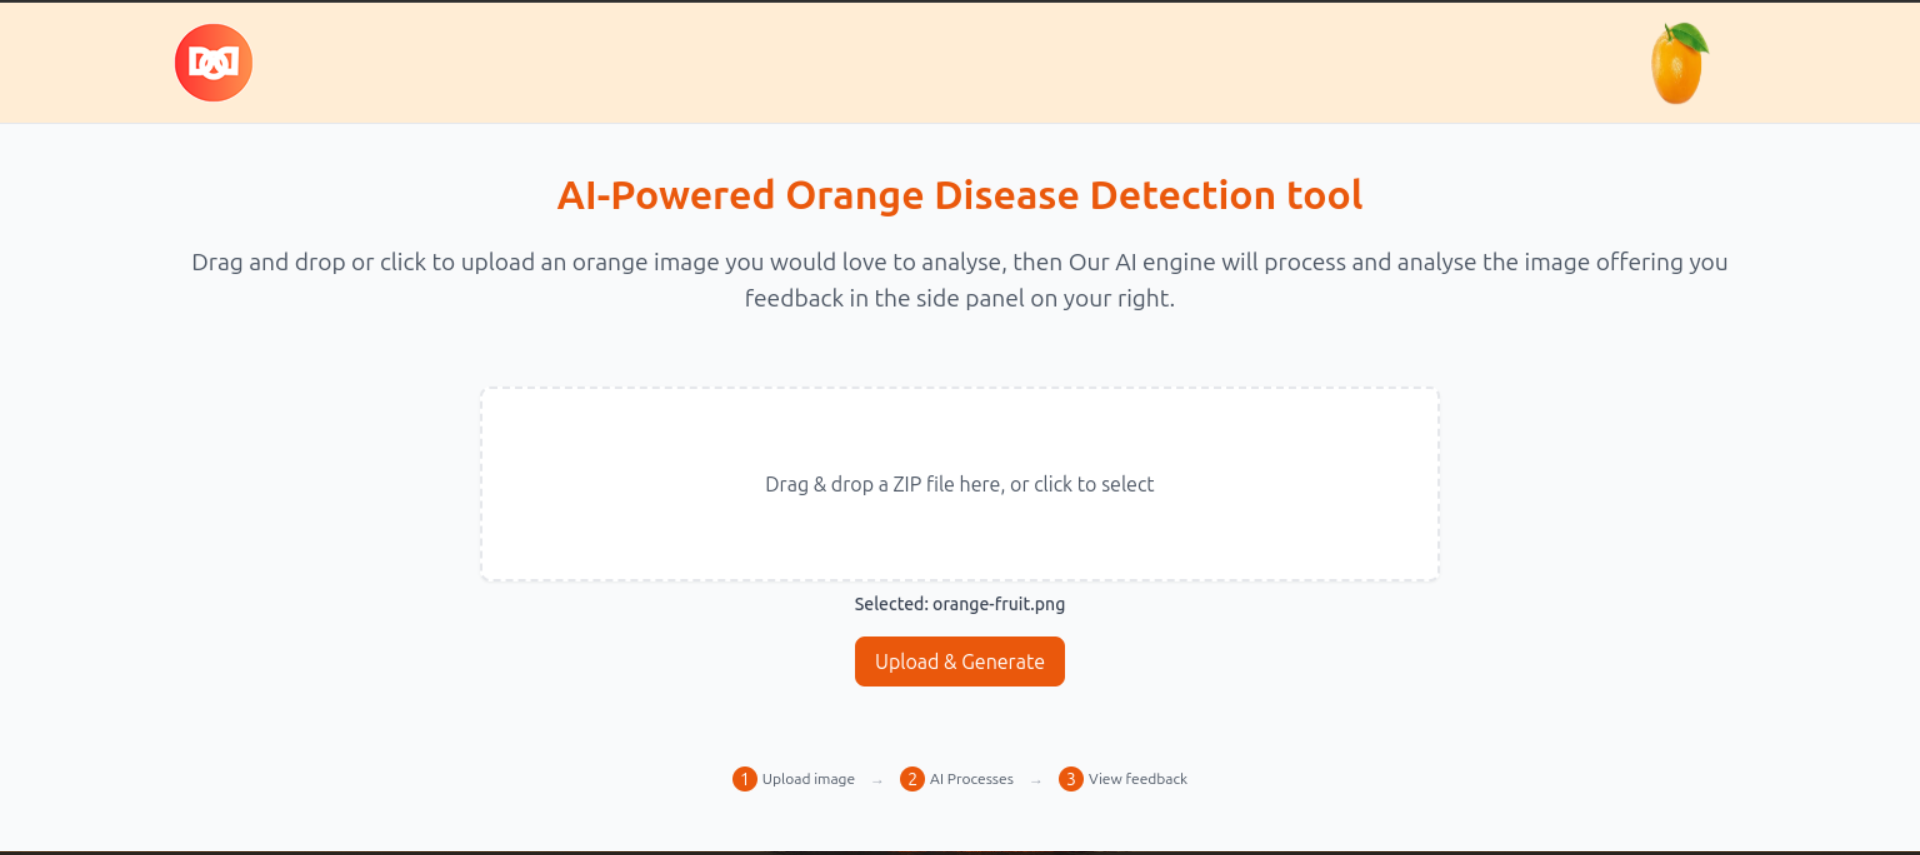 AI-Powered Orange Disease Detection tool
Drag and drop or click to upload an orange image you would love to analyse, then Our AI engine will process and analyse the image offering you
feedback in the side panel on your right.
Drag & drop a ZIP file here, or click to select
Selected: orange-fruit.png
Upload & Generate
1 Upload image → 2 AI Processes → 3 View feedback